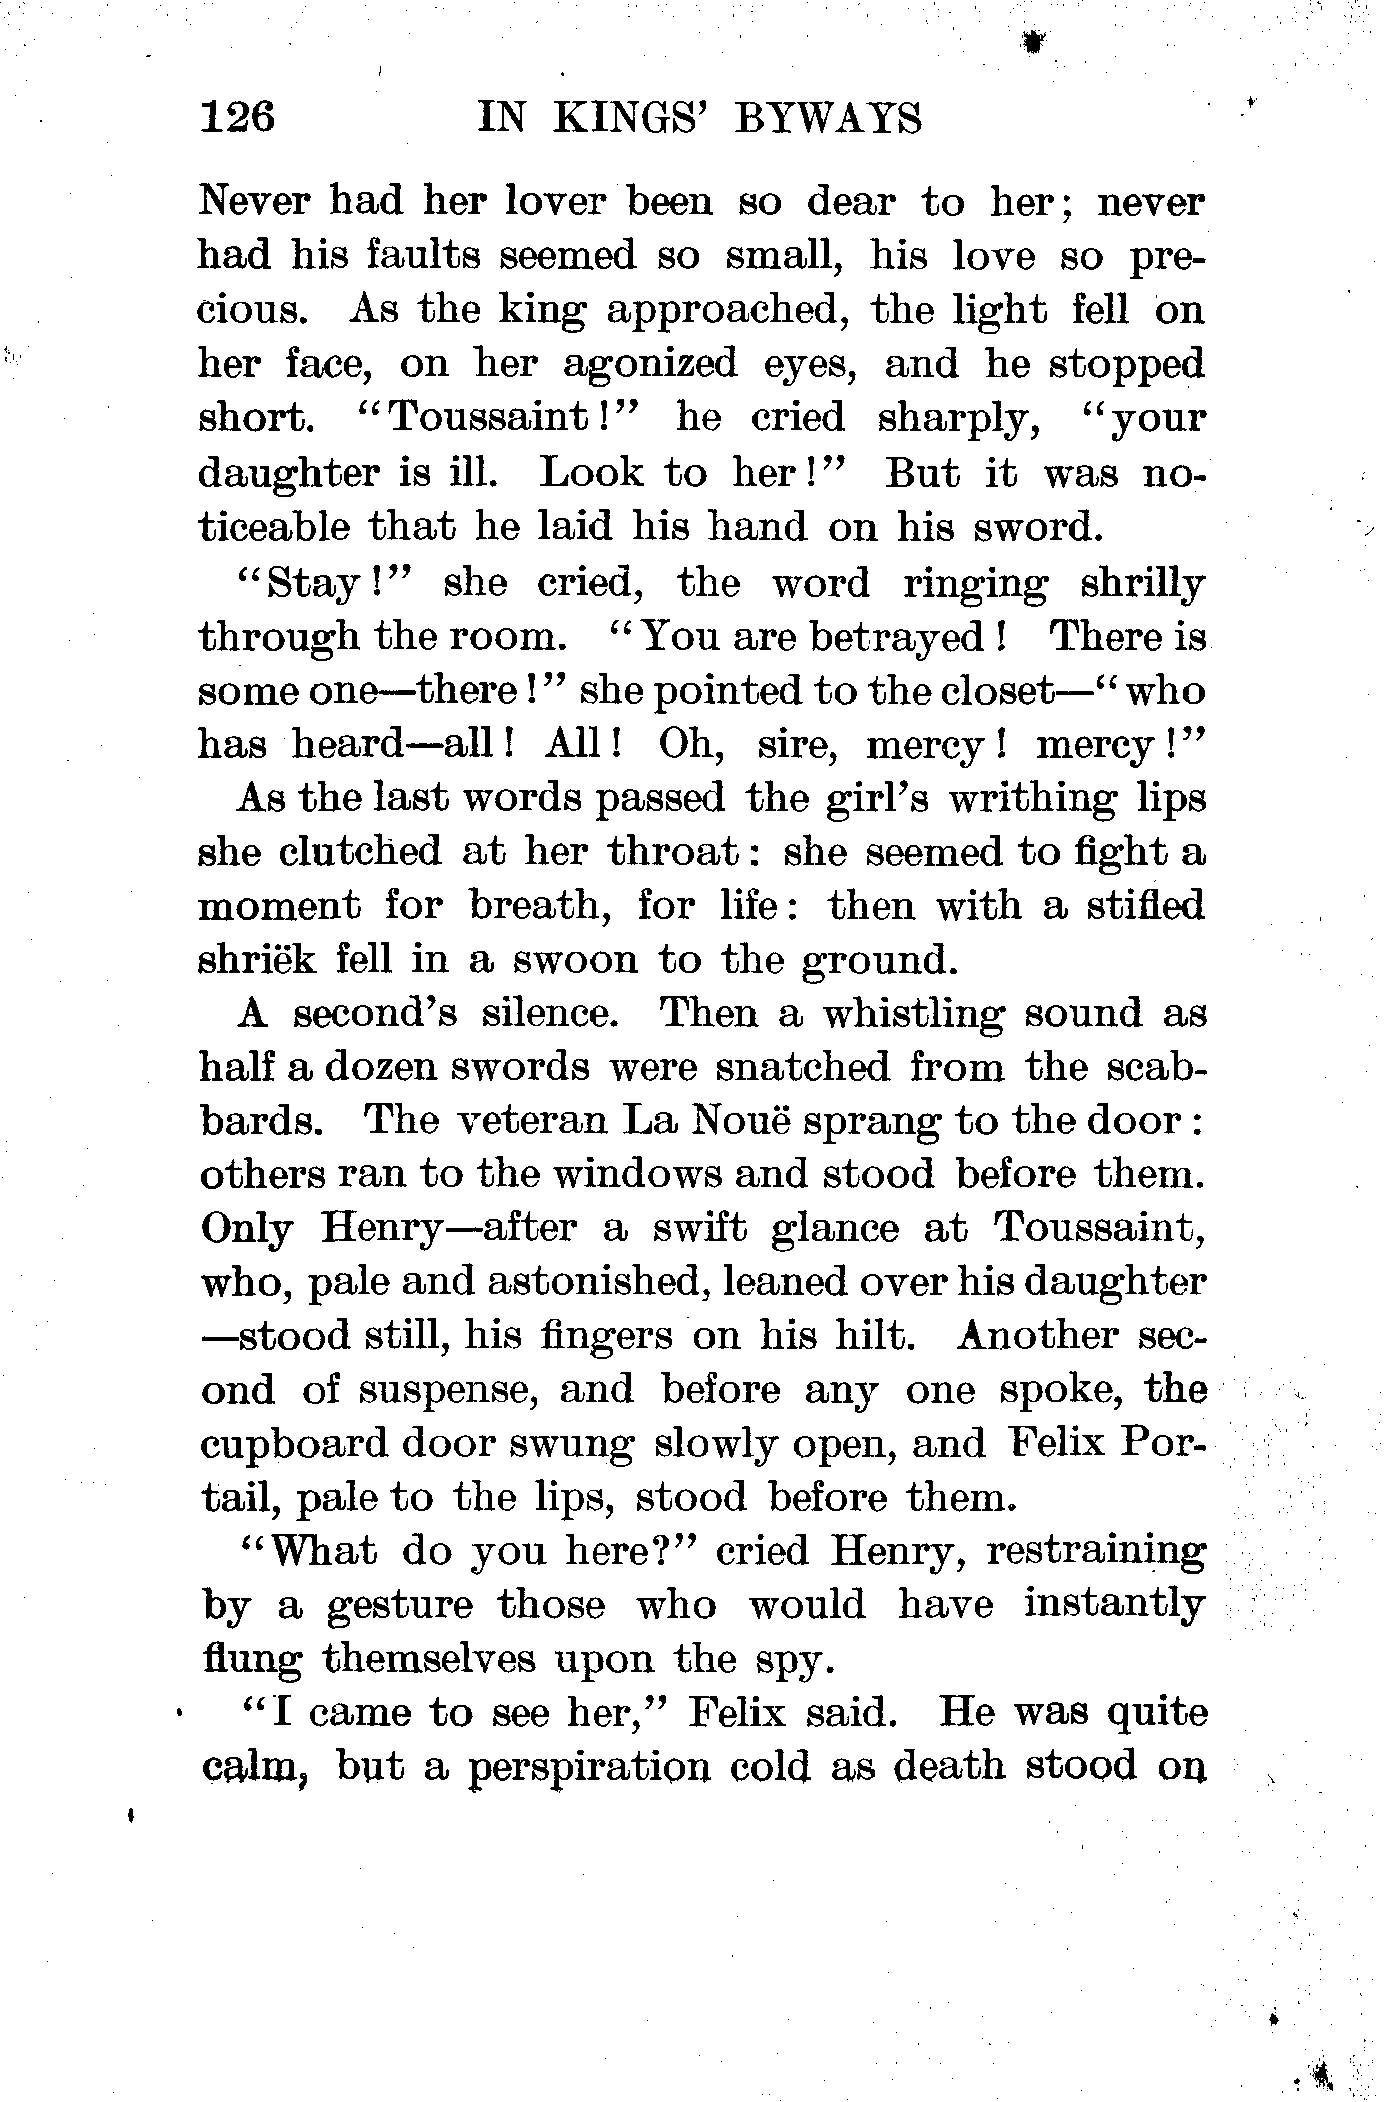 126 IN KINGS' BYWAYS
Never had her lover been so dear to her; never
had his faults seemed so small, his love so pre-
cious. As the king approached, the light fell on
her face, on her agonized eyes, and he stopped
short. "Toussaint!" he cried sharply, "your
daughter is ill. Look to her!" But it was no-
ticeable that he laid his hand on his sword.
"Stay!" she cried, the word ringing shrilly
through the room. "You are betrayed! There is
some one—there!" she pointed to the closet—"who
has heard—all! All! Oh, sire, mercy! mercy!"
As the last words passed the girl's writhing lips
she clutched at her throat: she seemed to fight a
moment for breath, for life: then with a stifled
shriëk fell in a swoon to the ground.
A second's silence. Then a whistling sound as
half a dozen swords were snatched from the scab-
bards. The veteran La Nouë sprang to the door:
others ran to the windows and stood before them.
Only Henry—after a swift glance at Toussaint,
who, pale and astonished, leaned over his daughter
—stood still, his fingers on his hilt. Another sec-
ond of suspense, and before any one spoke, the
cupboard door swung slowly open, and Felix Por-
tail, pale to the lips, stood before them.
"What do you here?" cried Henry, restraining
by a gesture those who would have instantly
flung themselves upon the spy.
"I came to see her," Felix said. He was quite
calm, but a perspiration cold as death stood on